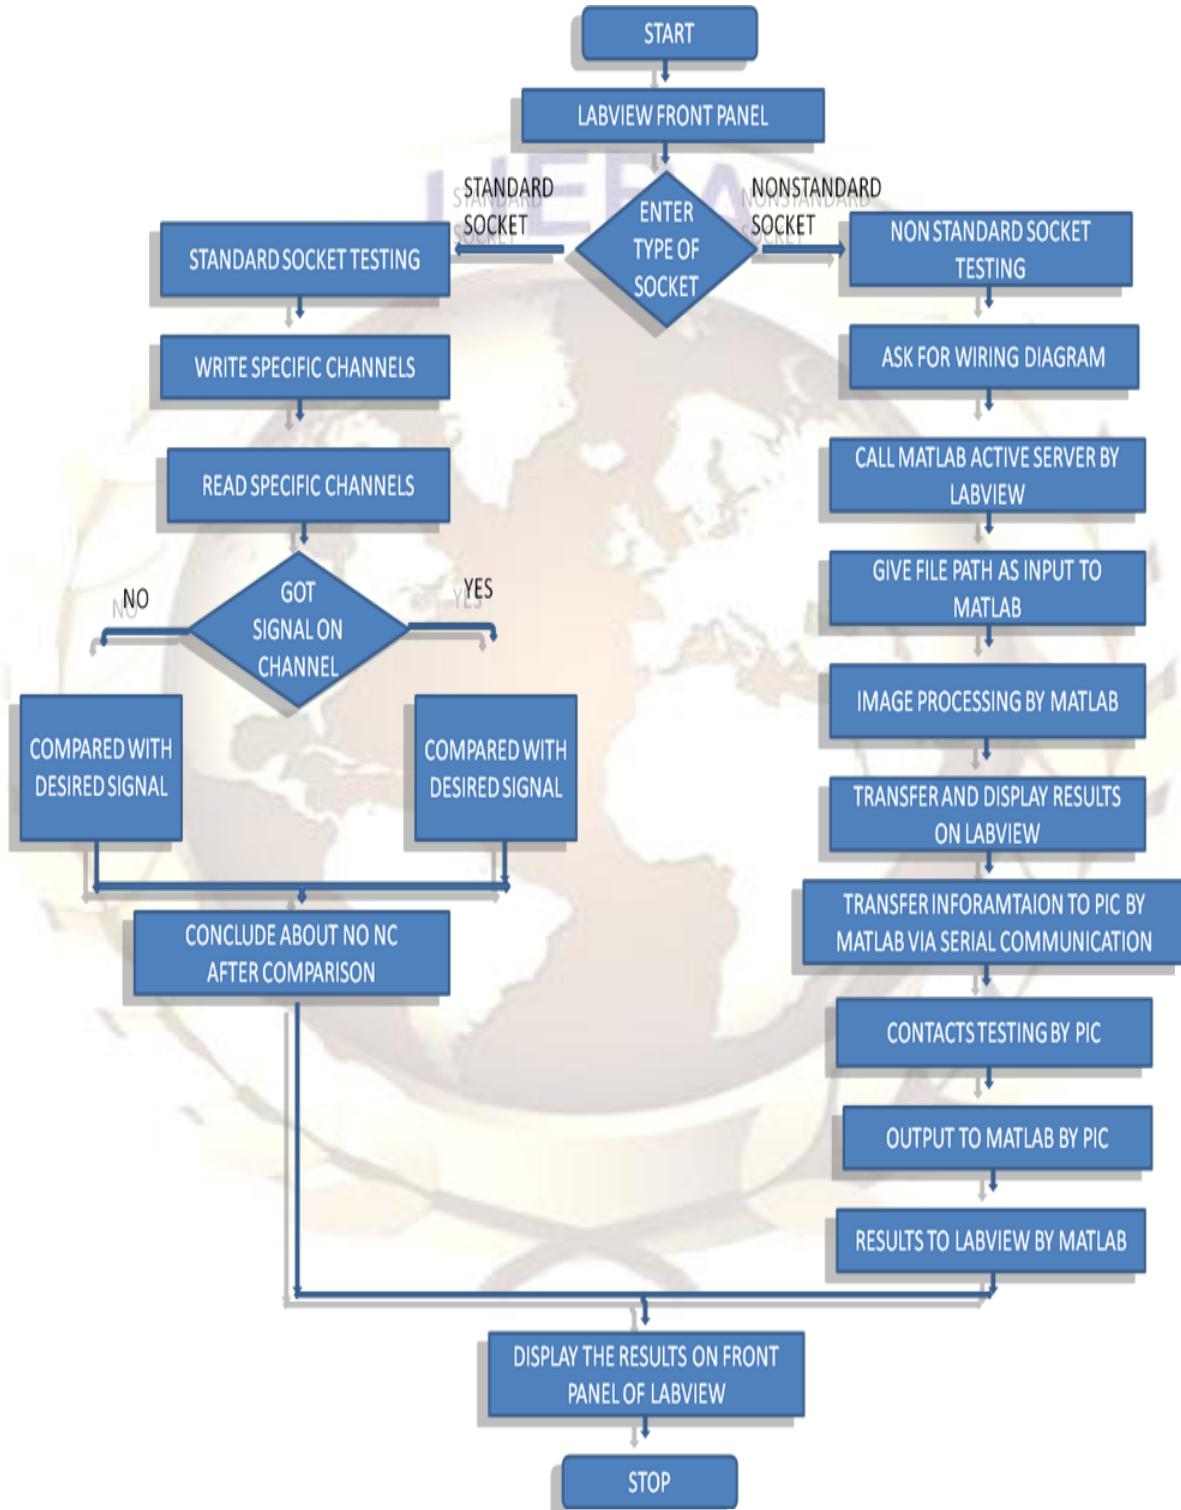 START
LABVIEW FRONT PANEL
IJERA
STANDARD
SOCKET
ENTER
TYPE OF
SOCKET
NONSTANDARD
SOCKET
STANDARD SOCKET TESTING
WRITE SPECIFIC CHANNELS
READ SPECIFIC CHANNELS
GOT
SIGNAL ON
CHANNEL
NO
YES
COMPARED WITH
DESIRED SIGNAL
COMPARED WITH
DESIRED SIGNAL
CONCLUDE ABOUT NO NC
AFTER COMPARISON
NON STANDARD SOCKET
TESTING
ASK FOR WIRING DIAGRAM
CALL MATLAB ACTIVE SERVER BY
LABVIEW
GIVE FILE PATH AS INPUT TO
MATLAB
IMAGE PROCESSING BY MATLAB
TRANSFER AND DISPLAY RESULTS
ON LABVIEW
TRANSFER INFORAMTAION TO PIC BY
MATLAB VIA SERIAL COMMUNICATION
CONTACTS TESTING BY PIC
OUTPUT TO MATLAB BY PIC
RESULTS TO LABVIEW BY MATLAB
DISPLAY THE RESULTS ON FRONT
PANEL OF LABVIEW
STOP